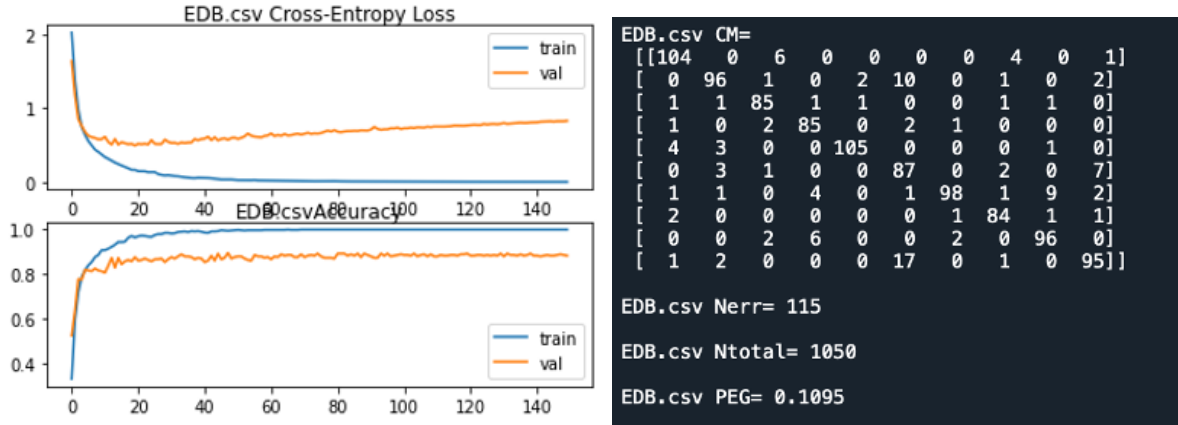 EDB.csv Cross-Entropy Loss
2
1
0
train
val
0 20 40 60 80 100 120 140
EDB.csvAccuracy
1.0
0.8
0.6
0.4
train
val
0 20 40 60 80 100 120 140
EDB.csv CM=
[[104 0 6 0 0 0 0 4 0 1]
[ 0 96 1 0 2 10 0 1 0 2]
[ 1 1 85 1 1 0 0 1 1 0]
[ 1 0 2 85 0 2 1 0 0 0]
[ 4 3 0 0 105 0 0 0 1 0]
[ 0 3 1 0 0 87 0 2 0 7]
[ 1 1 0 4 0 1 98 1 9 2]
[ 2 0 0 0 0 0 1 84 1 1]
[ 0 0 2 6 0 0 2 0 96 0]
[ 1 2 0 0 0 17 0 1 0 95]]
EDB.csv Nerr= 115
EDB.csv Ntotal= 1050
EDB.csv PEG= 0.1095